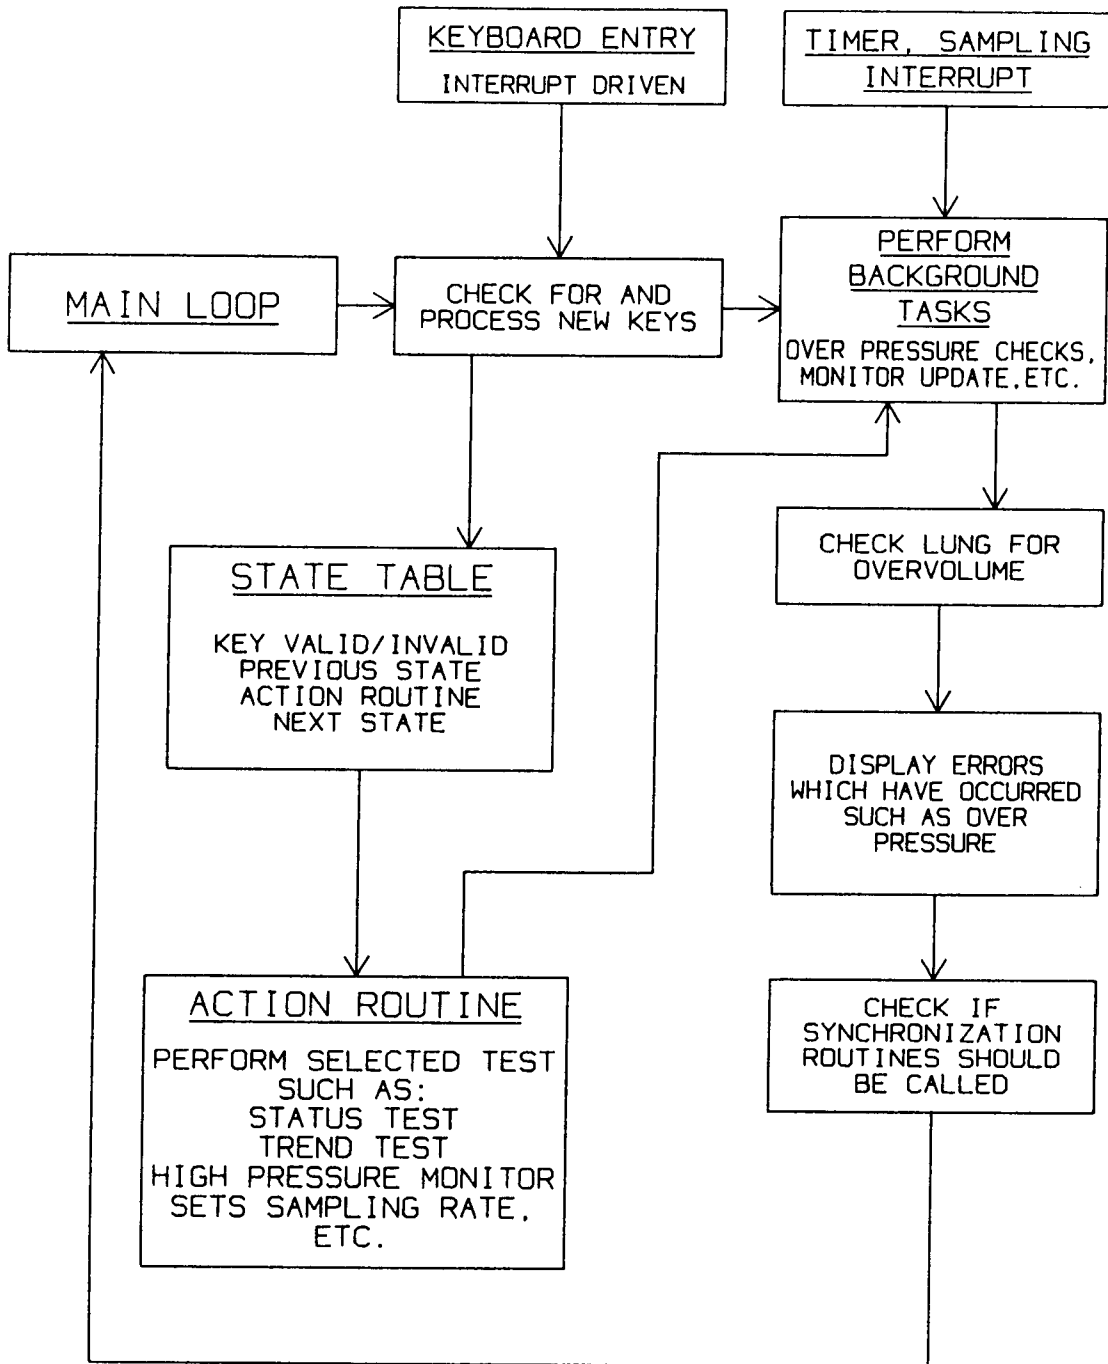 KEYBOARD ENTRY
INTERRUPT DRIVEN
TIMER, SAMPLING
INTERRUPT
MAIN LOOP
CHECK FOR AND
PROCESS NEW KEYS
PERFORM
BACKGROUND
TASKS
OVER PRESSURE CHECKS,
MONITOR UPDATE,ETC.
STATE TABLE
KEY VALID/INVALID
PREVIOUS STATE
ACTION ROUTINE
NEXT STATE
CHECK LUNG FOR
OVERVOLUME
DISPLAY ERRORS
WHICH HAVE OCCURRED
SUCH AS OVER
PRESSURE
ACTION ROUTINE
PERFORM SELECTED TEST
SUCH AS:
STATUS TEST
TREND TEST
HIGH PRESSURE MONITOR
SETS SAMPLING RATE,
ETC.
CHECK IF
SYNCHRONIZATION
ROUTINES SHOULD
BE CALLED